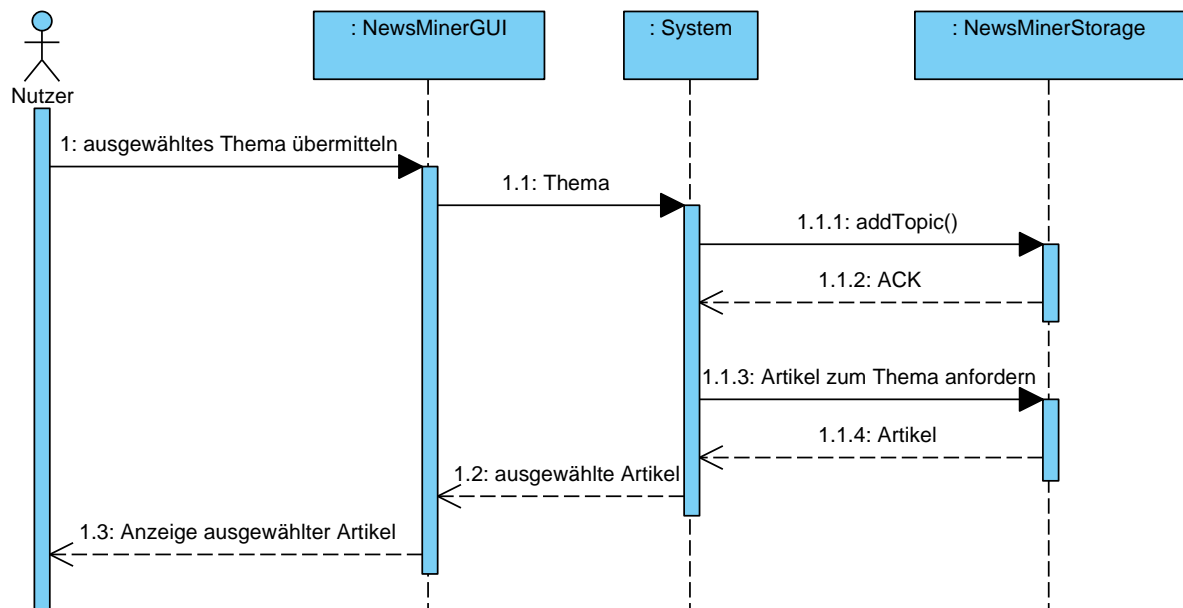 : NewsMinerGUI
: System
: NewsMinerStorage
Nutzer
1: ausgewähltes Thema übermitteln
1.1: Thema
1.1.1: addTopic()
1.1.2: ACK
1.1.3: Artikel zum Thema anfordern
1.1.4: Artikel
1.2: ausgewählte Artikel
1.3: Anzeige ausgewählter Artikel